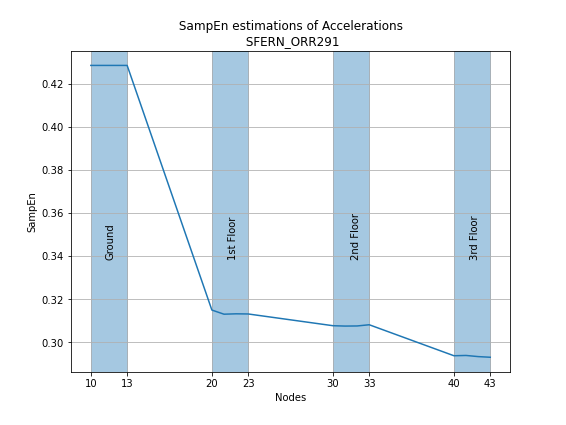 SampEn estimations of Accelerations
SFERN_ORR291
SampEn
0.42
0.40
0.38
0.36
0.34
0.32
0.30
Ground
1st Floor
2nd Floor
3rd Floor
10 13 20 23 30 33 40 43
Nodes